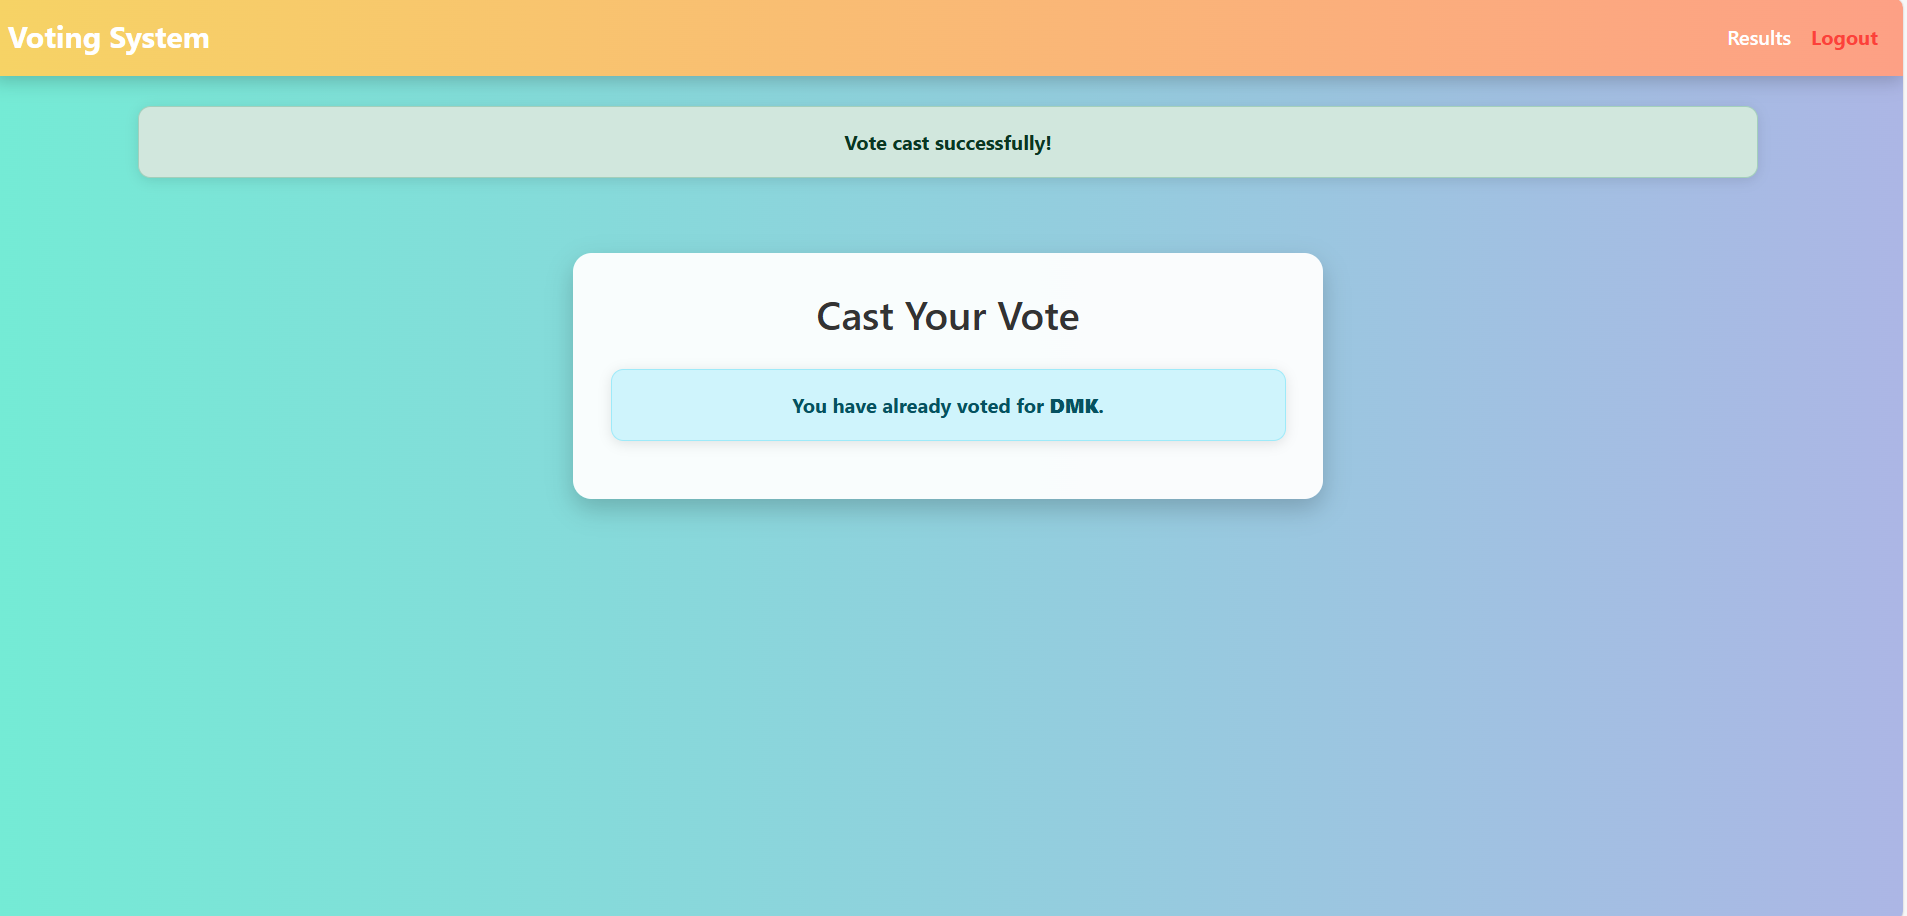 Voting System
Results Logout
Vote cast successfully!
Cast Your Vote
You have already voted for DMK.